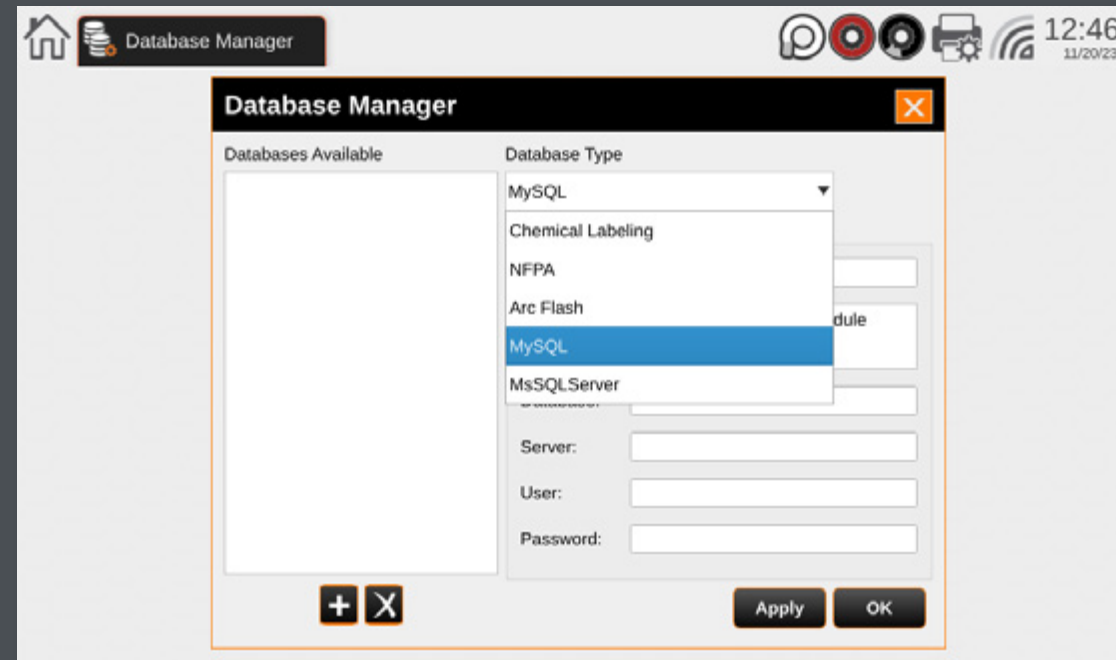 Database Manager
12:46
11/20/23
Database Manager
Databases Available
Database Type
MySQL
Chemical Labeling
NFPA
Arc Flash
MySQL
MsSQLServer
dule
Server:
User:
Password:
Apply
OK